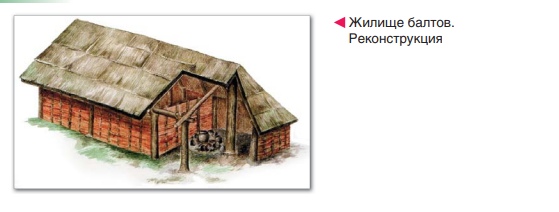 Жилище балтов.
Реконструкция